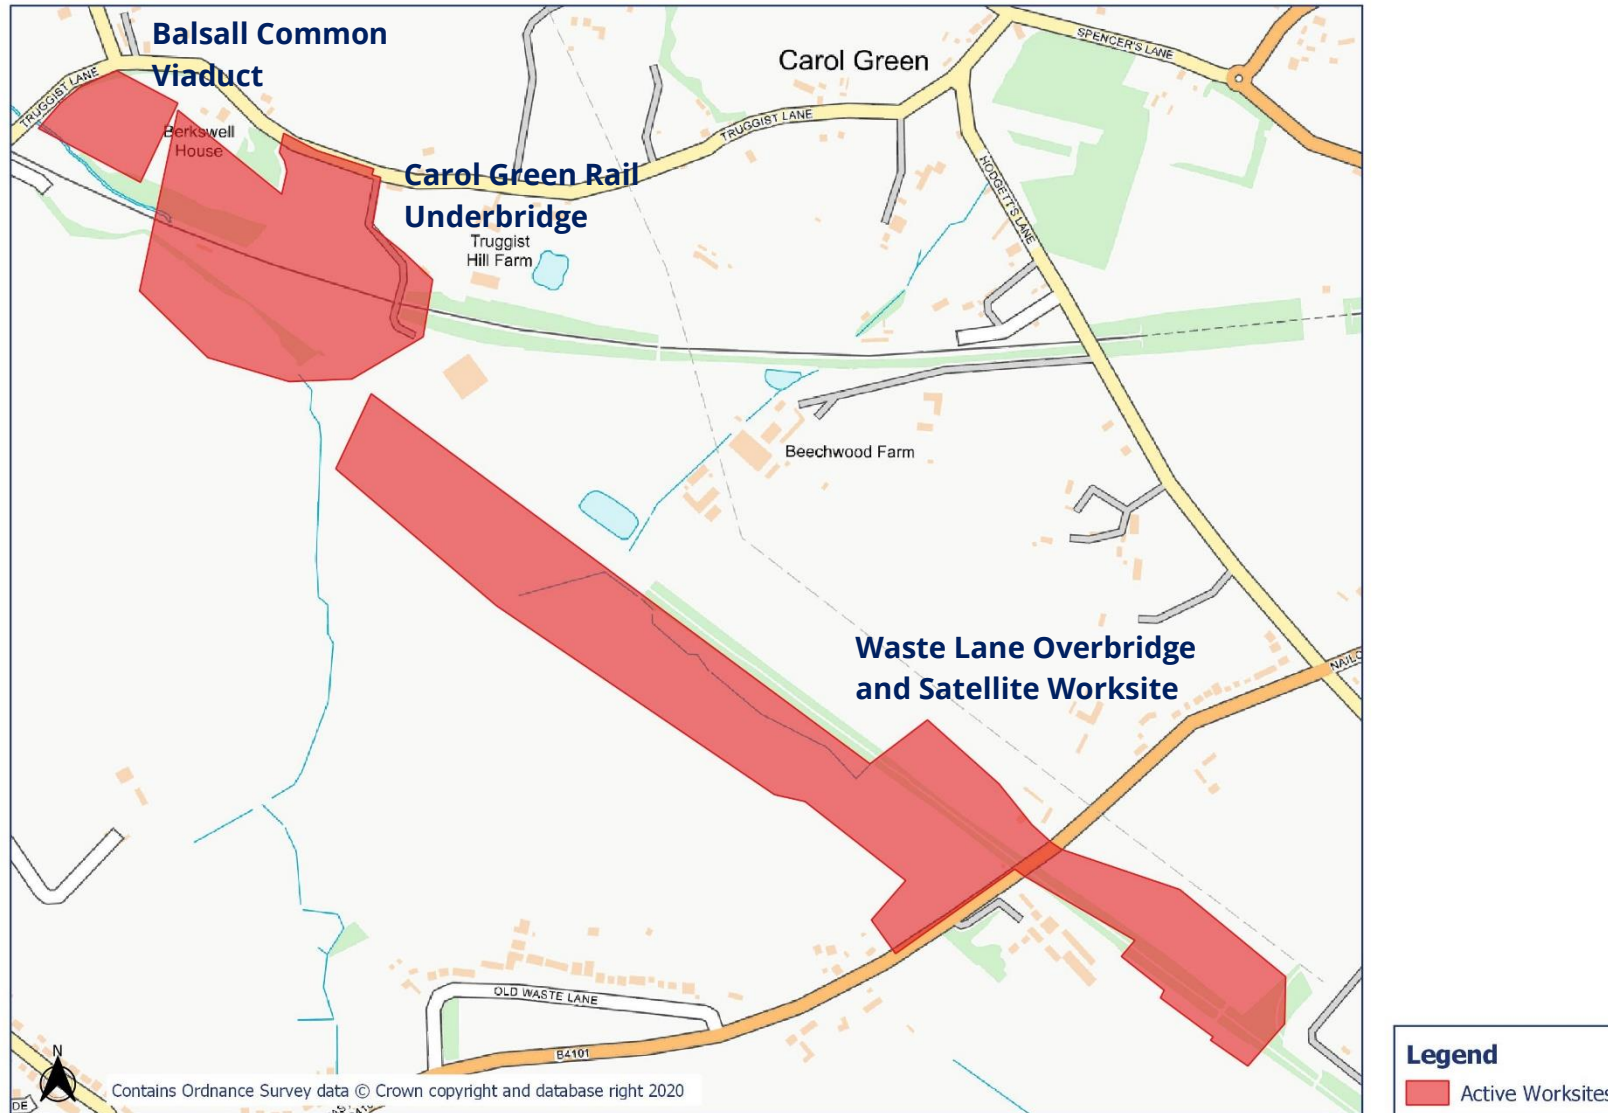 Balsall Common
Viaduct
TRUGGIST LANE
Berkswell
House
Carol Green
SPENCER'S LANE
TRUGGIST LANE
Carol Green Rail
Underbridge
HODGETT'S LANE
Truggist
Hill Farm
Beechwood Farm
Waste Lane Overbridge
and Satellite Worksite
OLD WASTE LANE
B4101
N
Contains Ordnance Survey data © Crown copyright and database right 2020
DE
Legend
Active Worksites